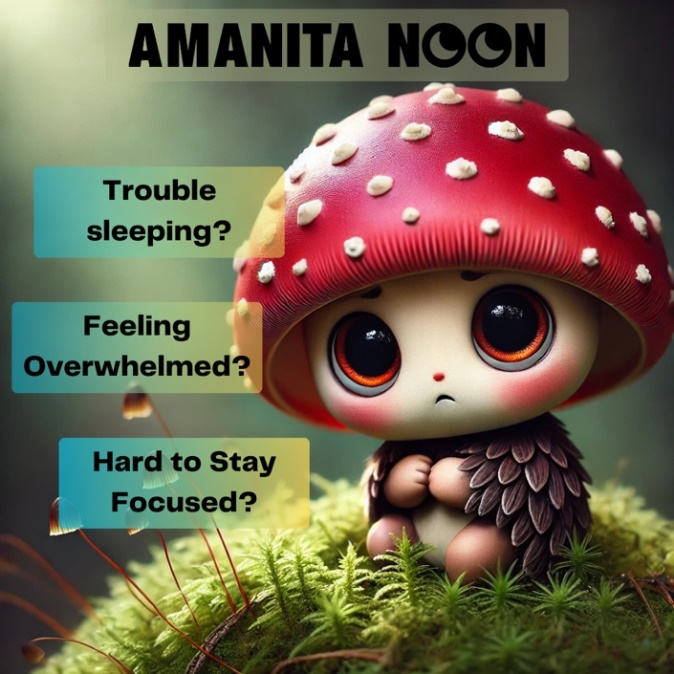 AMANITA NOON
Trouble
sleeping?
Feeling
Overwhelmed?
Hard to Stay
Focused?